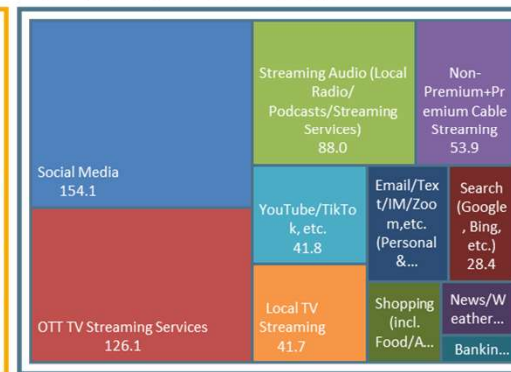 Social Media
154.1
OTT TV Streaming Services
126.1
Streaming Audio (Local
Radio/
Podcasts/Streaming
Services)
88.0
Non-
Premium+Pr
emium Cable
Streaming
53.9
YouTube/TikTo
k, etc.
41.8
Local TV
Streaming
41.7
Email/Tex
t/IM/Zoo
m,etc.
(Personal
&...
Search
(Google
, Bing,
etc.)
28.4
Shopping
(incl.
Food/A...
News/W
eather...
Bankin...